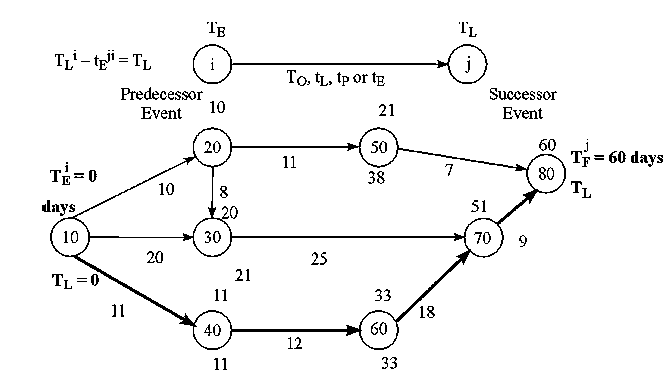 T_E T_L
T_L^i – t_E^ji = T_L
i
j
T_O, t_L, t_P or t_E
Predecessor
Event
Successor
Event
10
21
20
11
50
38
7
60
80
T_F^j = 60 days
T_L
T_E^i = 0
days
10
8
20
10
20
30
21
25
51
70
9
T_L = 0
11
11
40
11
12
33
60
33
18